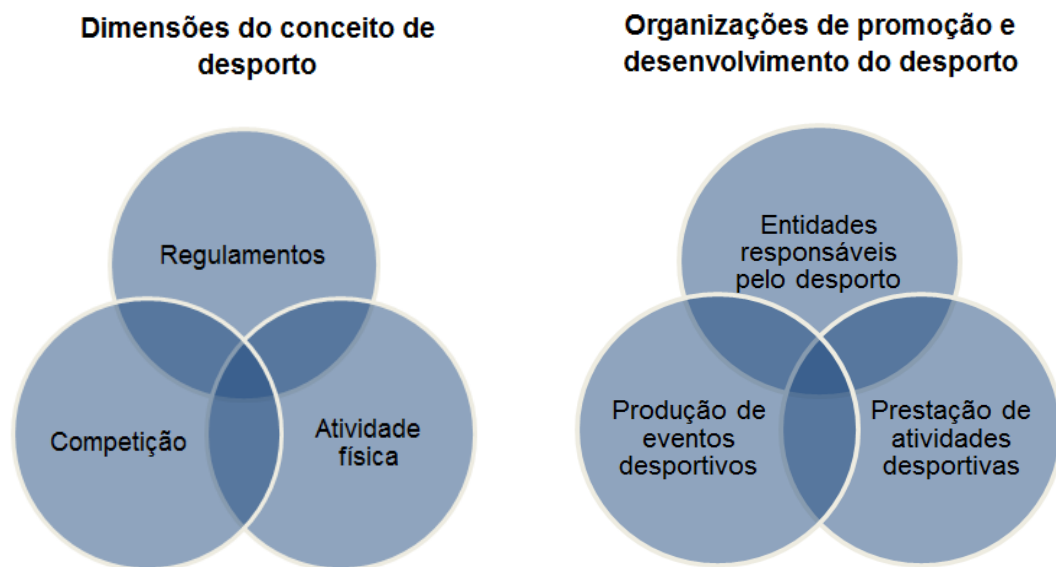 Dimensões do conceito de
desporto
Regulamentos
Competição
Atividade
física
Organizações de promoção e
desenvolvimento do desporto
Entidades
responsáveis
pelo desporto
Produção de
eventos
desportivos
Prestação de
atividades
desportivas